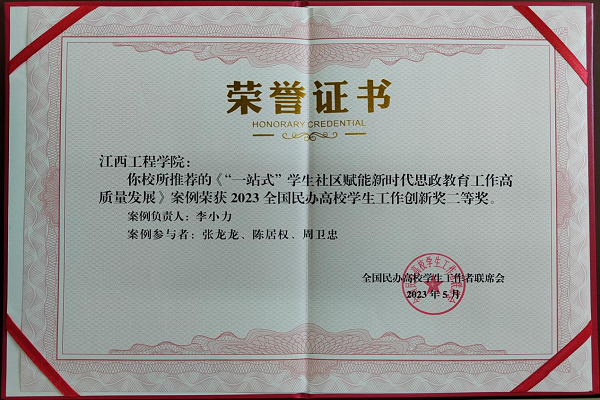 荣誉证书
HONORARY CREDENTIAL
江西工程学院：
你校所推荐的《“一站式”学生社区赋能新时代思政教育工作高
质量发展》案例荣获2023全国民办高校学生工作创新奖二等奖。
案例负责人：李小力
案例参与者：张龙龙、陈居权、周卫忠
全国民办高校学生工作者联席会
2023年5月